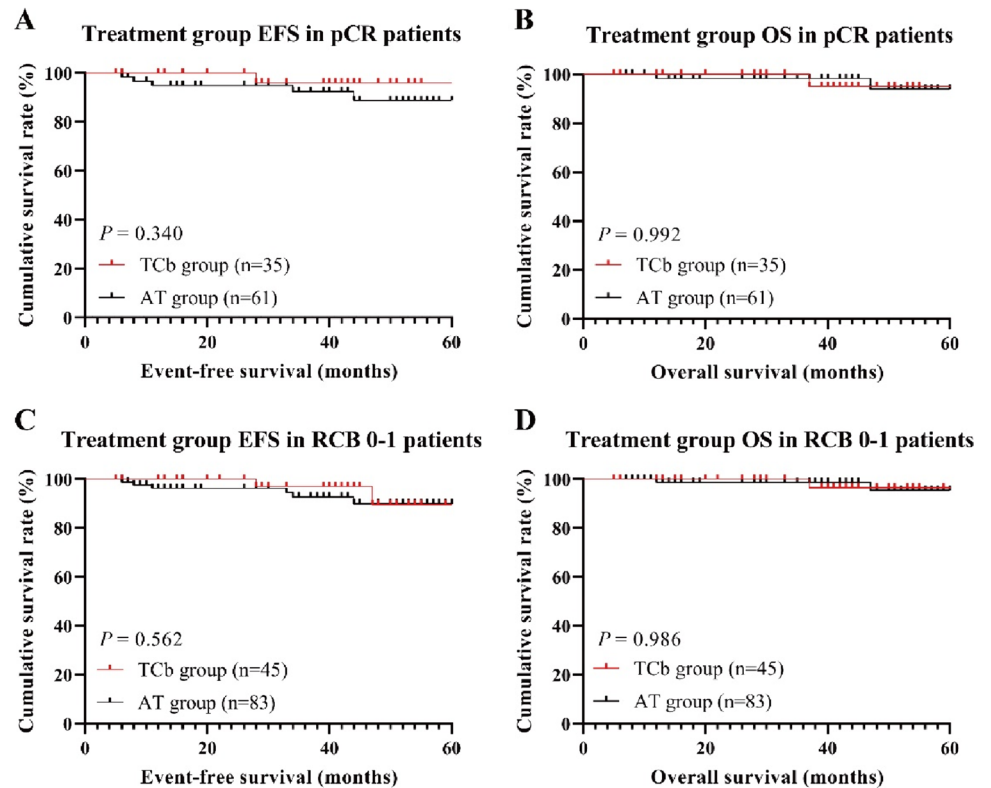 A
Treatment group EFS in pCR patients
Cumulative survival rate (%)
100
80
60
40
20
0
P = 0.340
TCb group (n=35)
AT group (n=61)
0 20 40 60
Event-free survival (months)
B
Treatment group OS in pCR patients
Cumulative survival rate (%)
100
80
60
40
20
0
P = 0.992
TCb group (n=35)
AT group (n=61)
0 20 40 60
Overall survival (months)
C
Treatment group EFS in RCB 0-1 patients
Cumulative survival rate (%)
100
80
60
40
20
0
P = 0.562
TCb group (n=45)
AT group (n=83)
0 20 40 60
Event-free survival (months)
D
Treatment group OS in RCB 0-1 patients
Cumulative survival rate (%)
100
80
60
40
20
0
P = 0.986
TCb group (n=45)
AT group (n=83)
0 20 40 60
Overall survival (months)